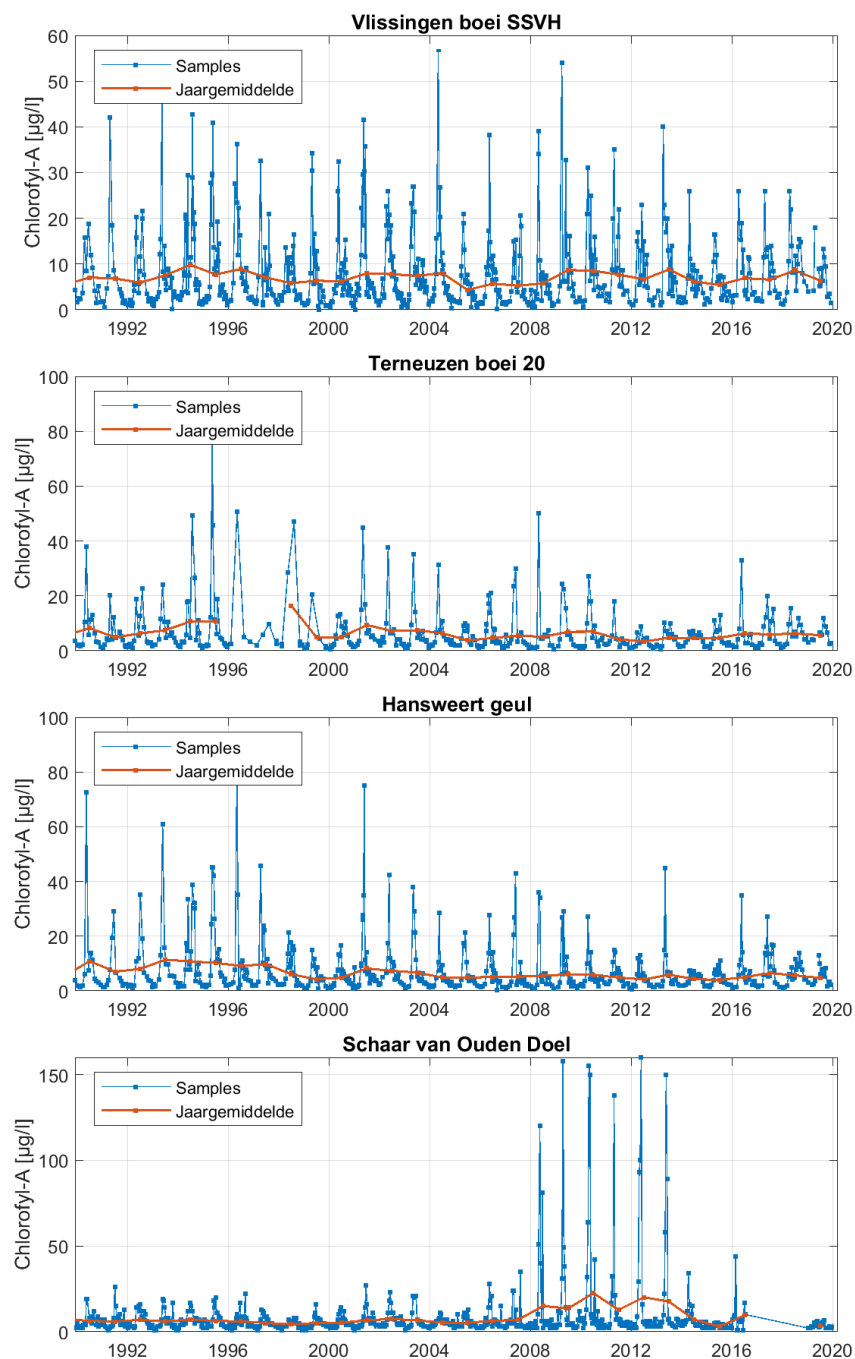 Vlissingen boei SSVH
60
50
40
30
20
10
0
Chlorofyl-A [µg/l]
Samples
Jaargemiddelde
1992 1996 2000 2004 2008 2012 2016 2020
Terneuzen boei 20
100
80
60
40
20
0
Chlorofyl-A [µg/l]
Samples
Jaargemiddelde
1992 1996 2000 2004 2008 2012 2016 2020
Hansweert geul
100
80
60
40
20
0
Chlorofyl-A [µg/l]
Samples
Jaargemiddelde
1992 1996 2000 2004 2008 2012 2016 2020
Schaar van Ouden Doel
150
100
50
0
Chlorofyl-A [µg/l]
Samples
Jaargemiddelde
1992 1996 2000 2004 2008 2012 2016 2020